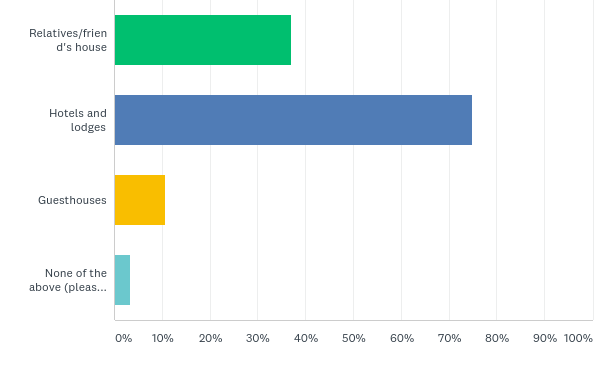 Relatives/frien
d's house
Hotels and
lodges
Guesthouses
None of the
above (pleas...
0% 10% 20% 30% 40% 50% 60% 70% 80% 90% 100%